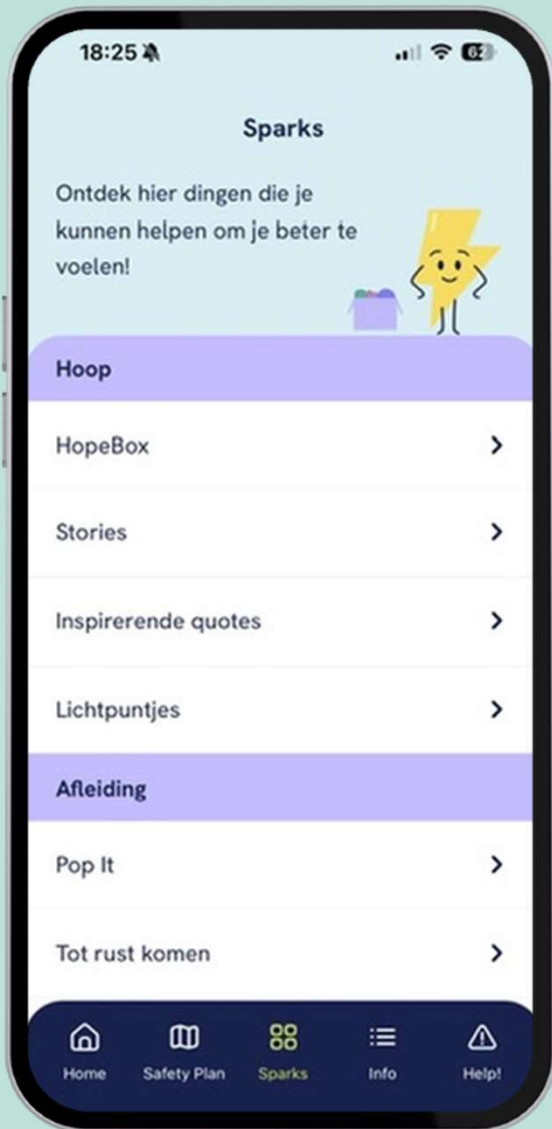 18:25
62
Sparks
Ontdek hier dingen die je
kunnen helpen om je beter te
voelen!
Hoop
HopeBox
Stories
Inspirerende quotes
Lichtpuntjes
Afleiding
Pop It
Tot rust komen
Home Safety Plan Sparks Info Help!